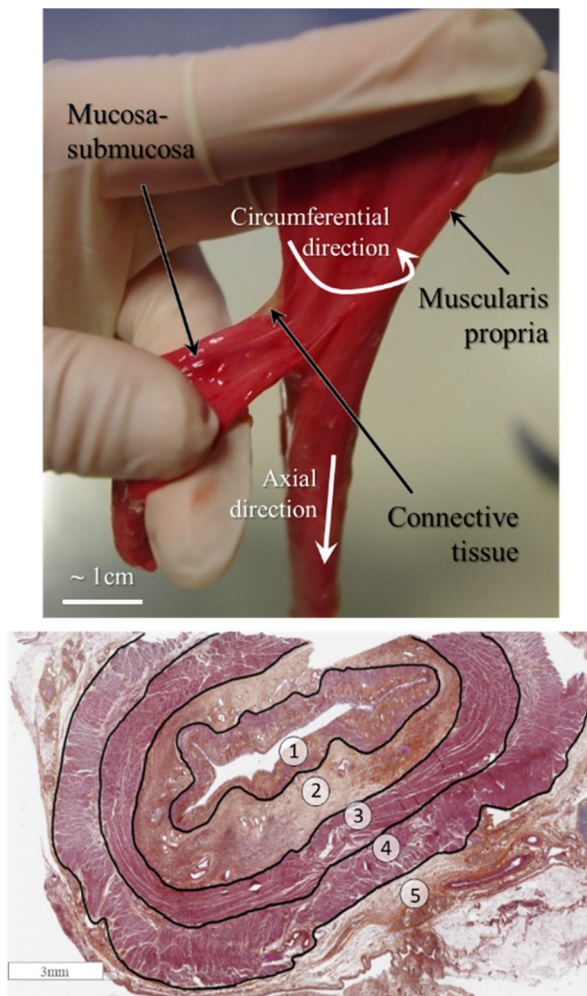 Mucosa-
submucosa
Circumferential
direction
Muscularis
propria
Axial
direction
Connective
tissue
~ 1cm
1
2
3
4
5
3mm